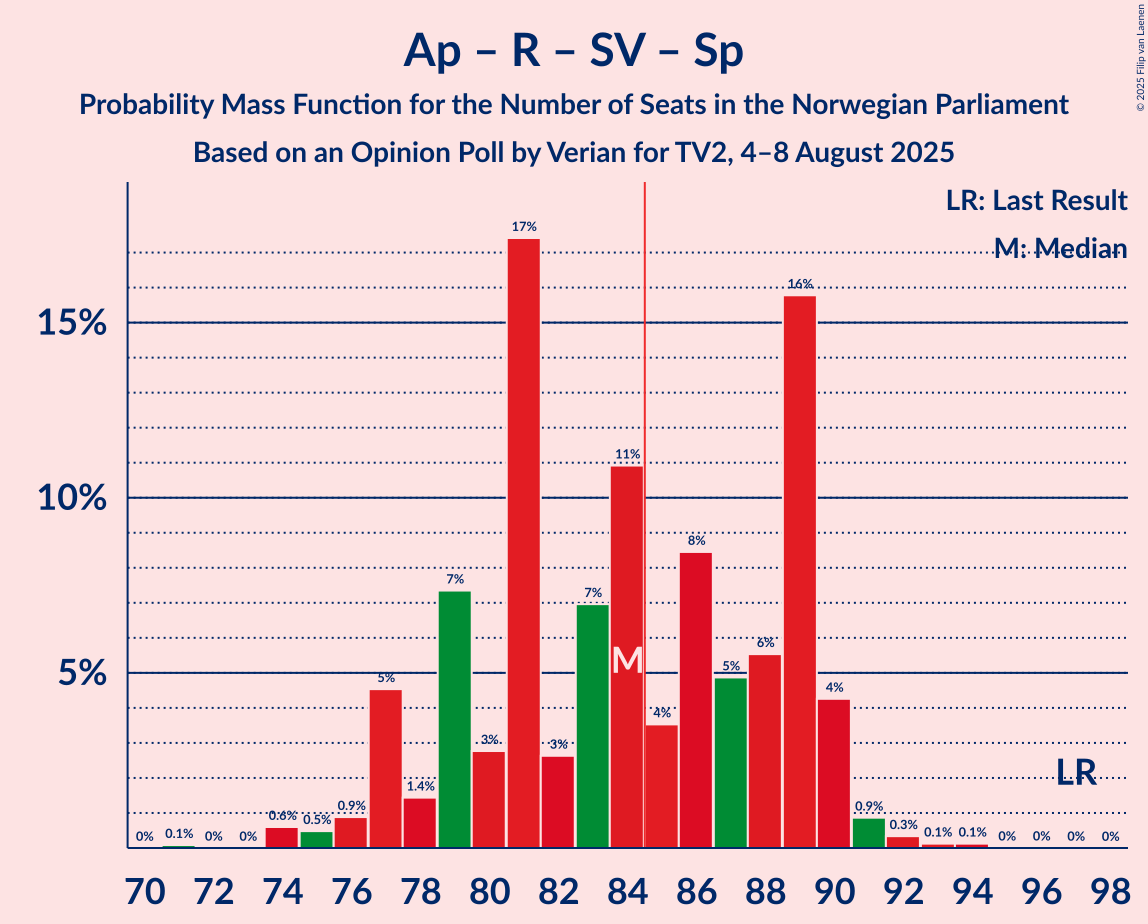 Ap – R – SV – Sp
Probability Mass Function for the Number of Seats in the Norwegian Parliament
Based on an Opinion Poll by Verian for TV2, 4–8 August 2025
© 2025 Filip van Laenen
LR: Last Result
M: Median
15%
10%
5%
0% 0.1% 0% 0% 0.6% 0.5% 0.9% 5% 1.4% 7% 3% 17% 3% 7% 11% 4% 8% 5% 6% 16% 4% 0.9% 0.3% 0.1% 0.1% 0% 0% 0% 0%
M
LR
70 72 74 76 78 80 82 84 86 88 90 92 94 96 98